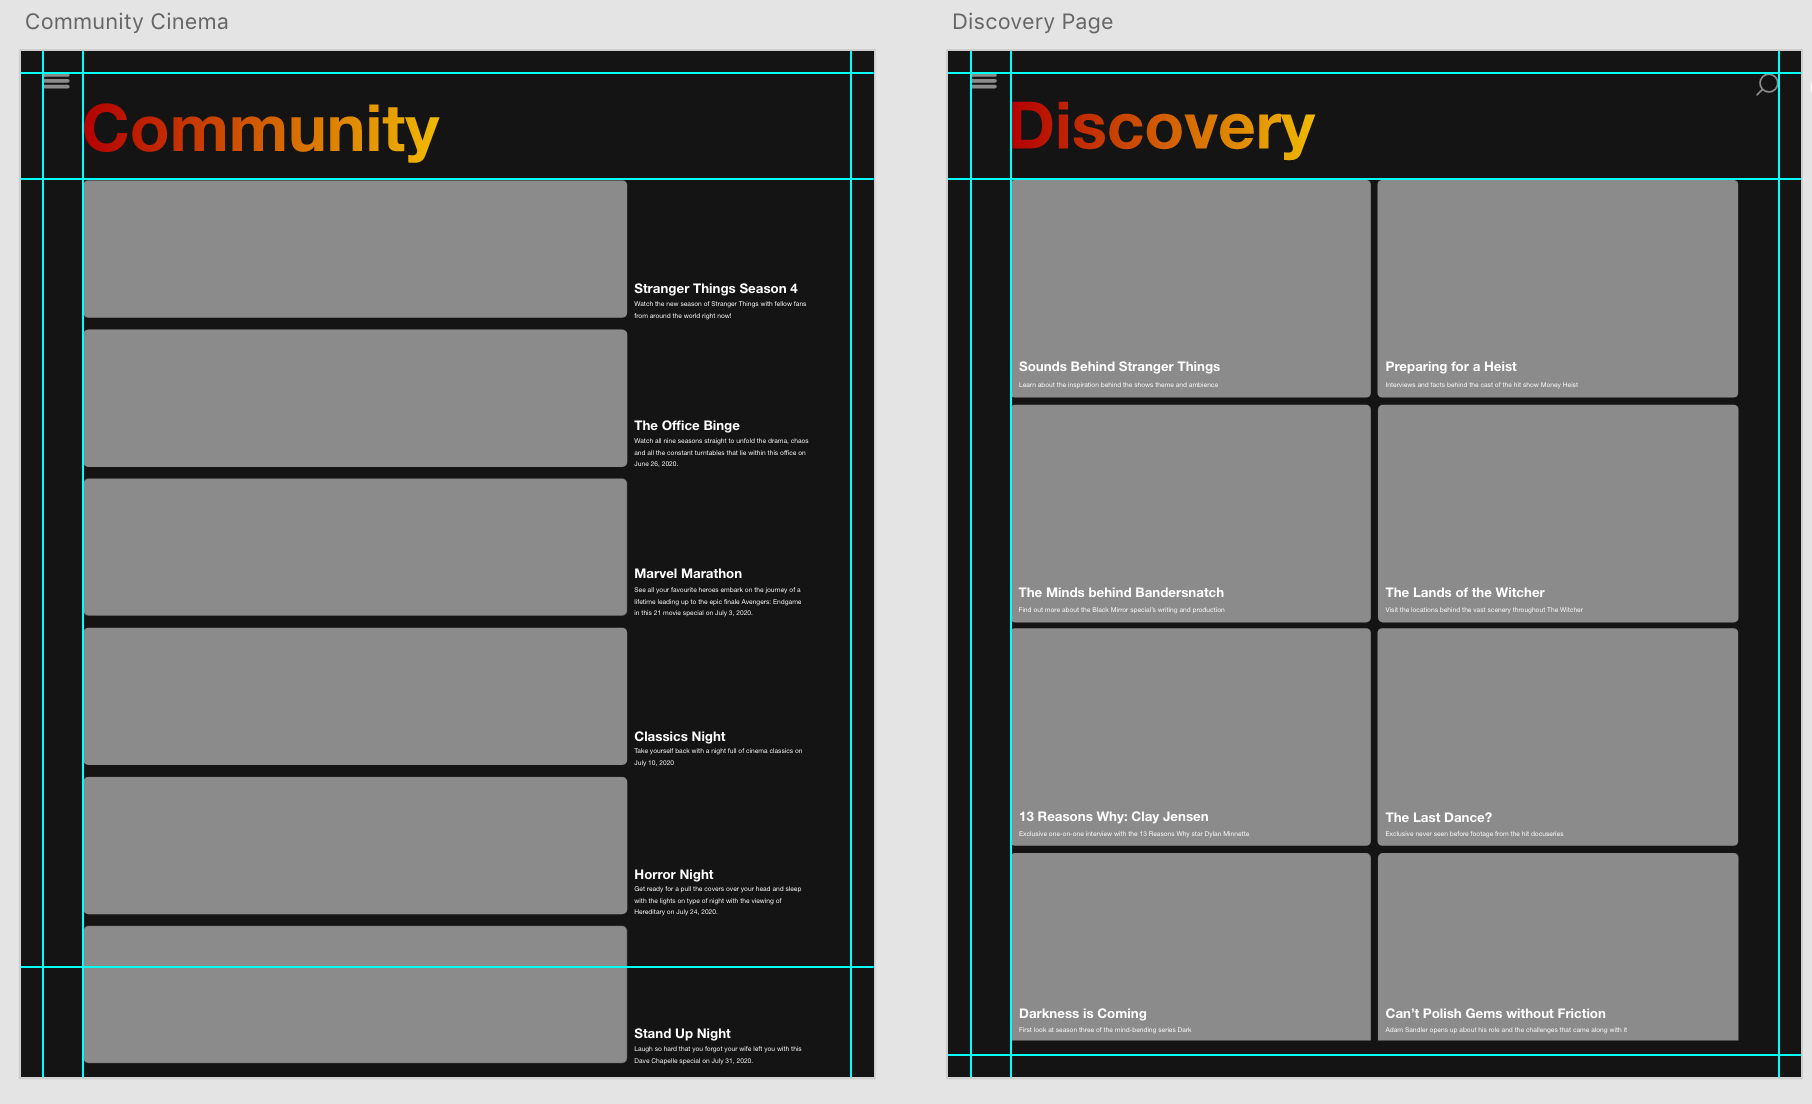 Community Cinema
Community
Stranger Things Season 4
Watch the new season of Stranger Things with fellow fans
from around the world right now!
The Office Binge
Watch all nine seasons straight to unfold the drama, chaos
and all the constant turntables that lie within this office on
June 26, 2020.
Marvel Marathon
See all your favourite heroes embark on the journey of a
lifetime leading up to the epic finale Avengers: Endgame
in this 21 movie special on July 3, 2020.
Classics Night
Take yourself back with a night full of cinema classics on
July 10, 2020
Horror Night
Get ready for a pull the covers over your head and sleep
with the lights on type of night with the viewing of
Hereditary on July 24, 2020.
Stand Up Night
Laugh so hard that you forgot your wife left you with this
Dave Chapelle special on July 31, 2020.
Discovery Page
Discovery
Sounds Behind Stranger Things
Learn about the inspiration behind the shows theme and ambience
Preparing for a Heist
Interviews and facts behind the cast of the hit show Money Heist
The Minds behind Bandersnatch
Find out more about the Black Mirror special's writing and production
The Lands of the Witcher
Visit the locations behind the vast scenery throughout The Witcher
13 Reasons Why: Clay Jensen
Exclusive one-on-one interview with the 13 Reasons Why star Dylan Minnette
The Last Dance?
Exclusive never seen before footage from the hit docuseries
Darkness is Coming
First look at season three of the mind-bending series Dark
Can't Polish Gems without Friction
Adam Sandler opens up about his role and the challenges that came along with it